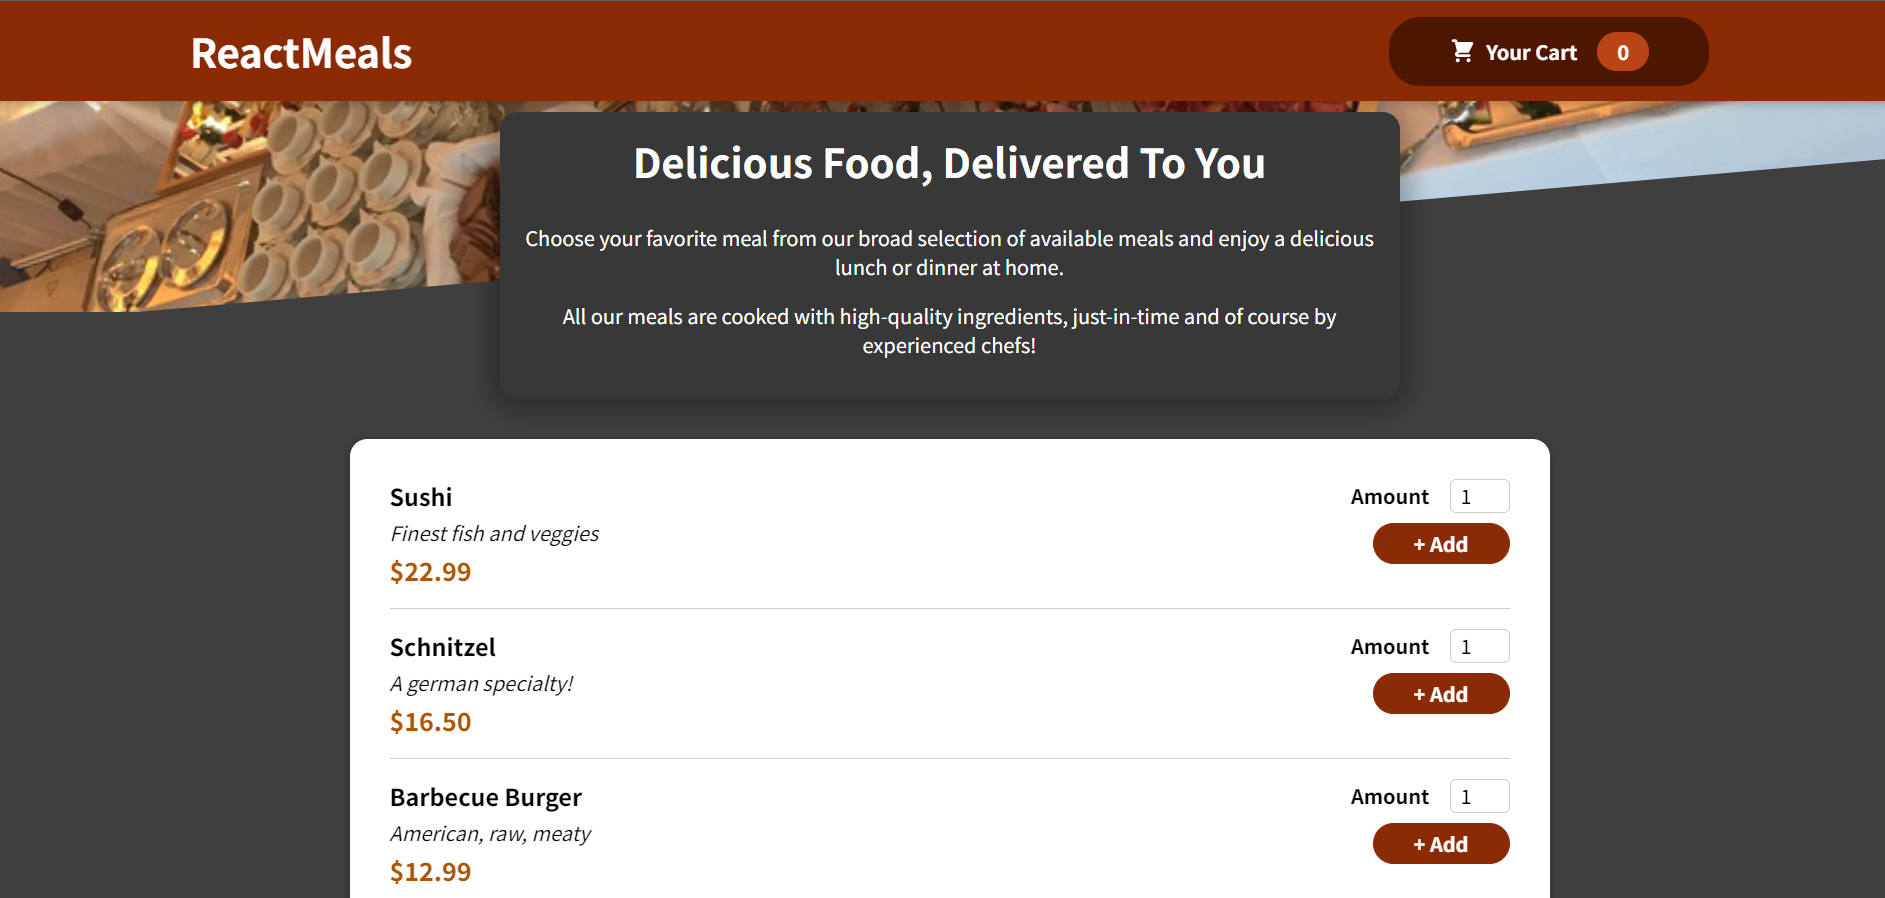 ReactMeals
Your Cart 0
Delicious Food, Delivered To You
Choose your favorite meal from our broad selection of available meals and enjoy a delicious
lunch or dinner at home.
All our meals are cooked with high-quality ingredients, just-in-time and of course by
experienced chefs!
Sushi
Finest fish and veggies
$22.99
Amount 1
+ Add
Schnitzel
A german specialty!
$16.50
Amount 1
+ Add
Barbecue Burger
American, raw, meaty
$12.99
Amount 1
+ Add